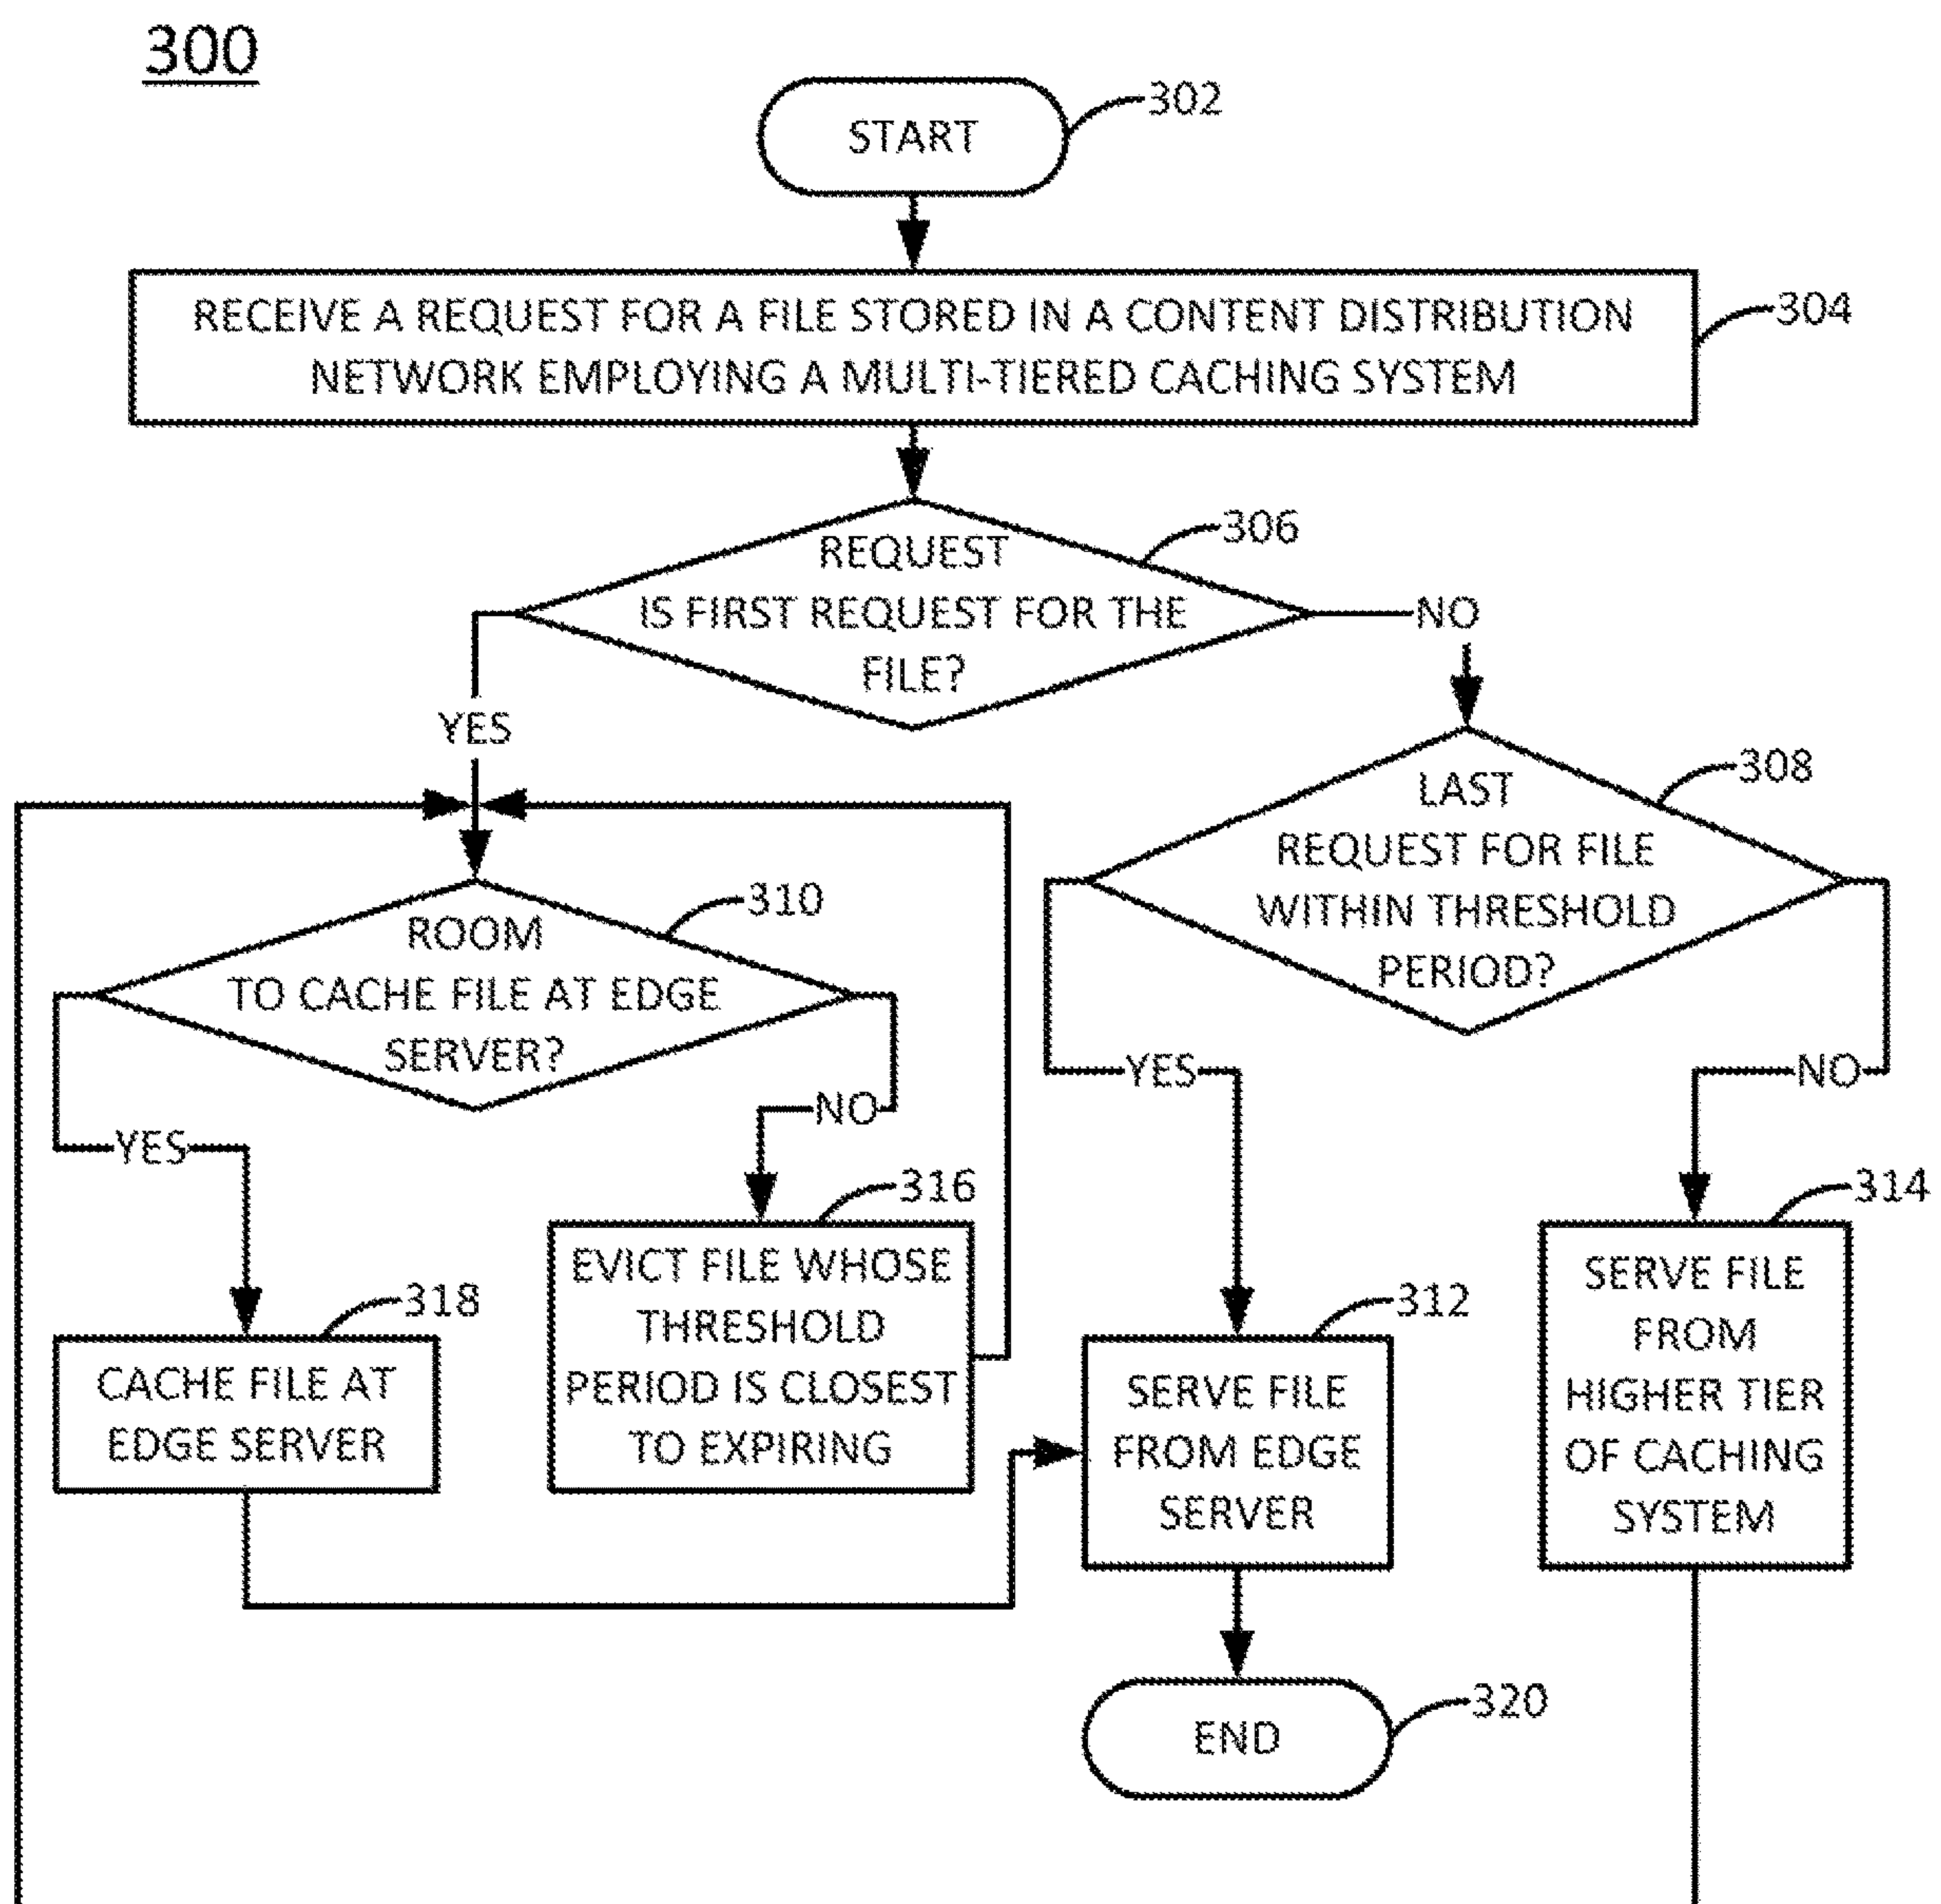 300
START
302
RECEIVE A REQUEST FOR A FILE STORED IN A CONTENT DISTRIBUTION
NETWORK EMPLOYING A MULTI-TIERED CACHING SYSTEM
304
REQUEST
IS FIRST REQUEST FOR THE
FILE?
306
YES
NO
LAST
REQUEST FOR FILE
WITHIN THRESHOLD
PERIOD?
308
ROOM
TO CACHE FILE AT EDGE
SERVER?
310
YES
NO
YES
NO
CACHE FILE AT
EDGE SERVER
318
EVICT FILE WHOSE
THRESHOLD
PERIOD IS CLOSEST
TO EXPIRING
316
SERVE FILE
FROM EDGE
SERVER
312
SERVE FILE
FROM
HIGHER TIER
OF CACHING
SYSTEM
314
END
320